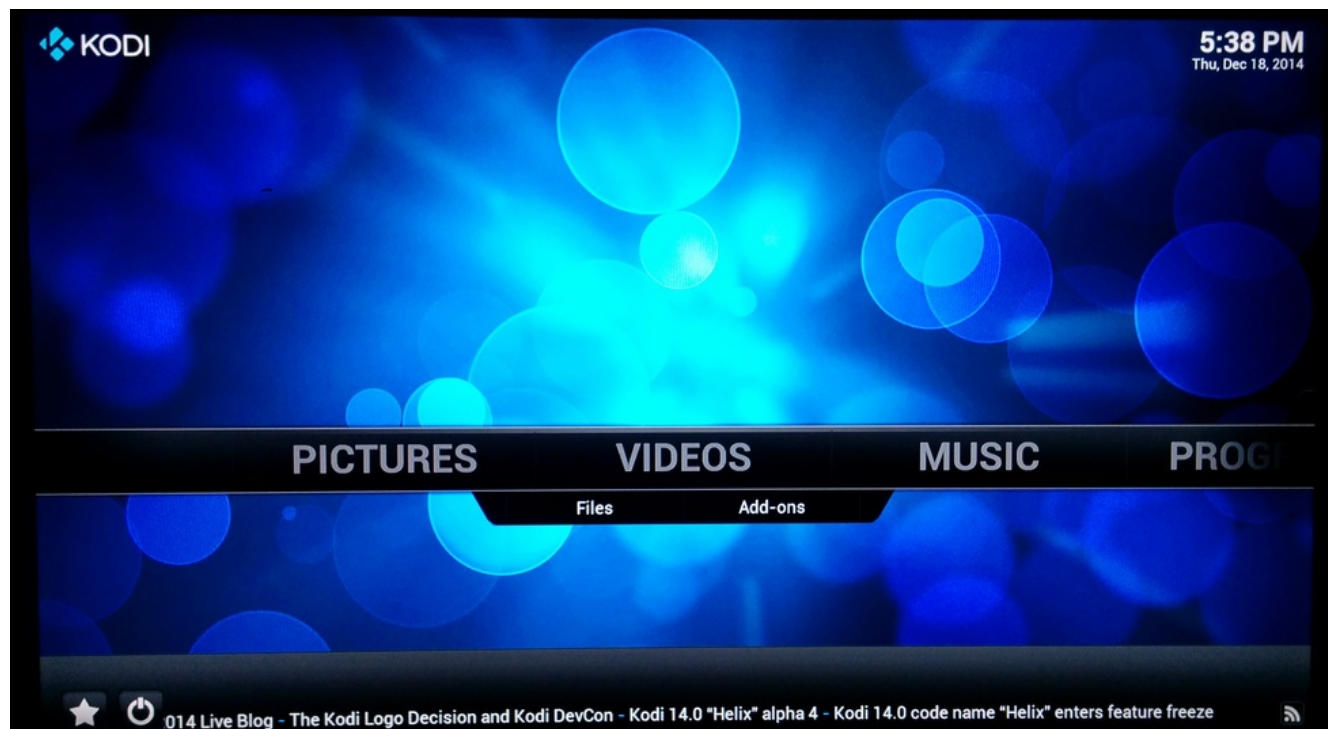 KODI
5:38 PM
Thu, Dec 18, 2014
PICTURES VIDEOS MUSIC PROG
Files Add-ons
014 Live Blog - The Kodi Logo Decision and Kodi DevCon - Kodi 14.0 “Helix” alpha 4 - Kodi 14.0 code name “Helix” enters feature freeze